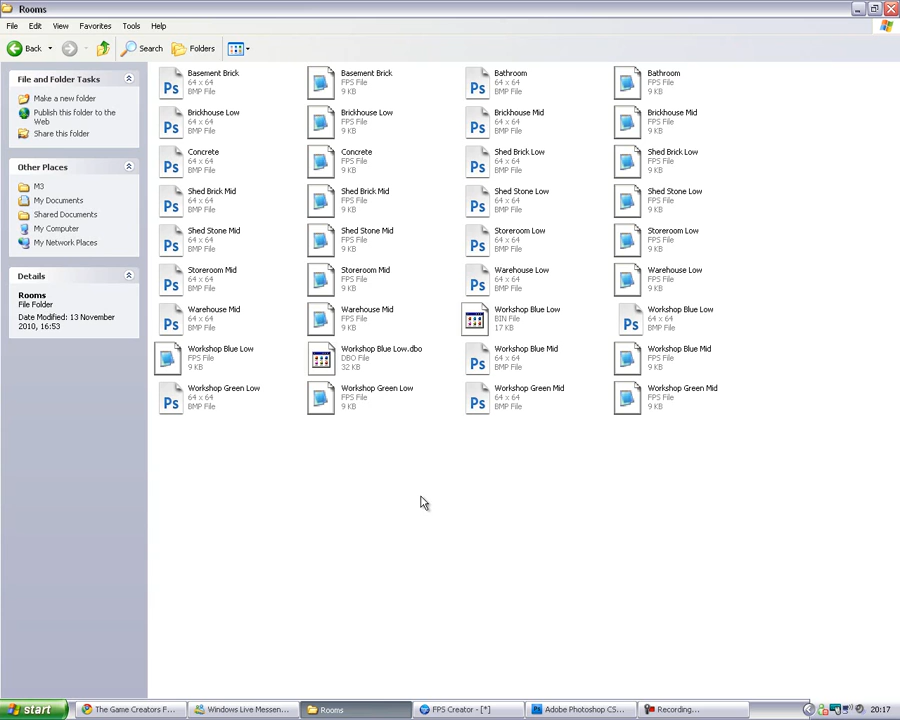 Rooms
File Edit View Favorites Tools Help
Back Search Folders
File and Folder Tasks
Make a new folder
Publish this folder to the
Web
Share this folder
Other Places
M3
My Documents
Shared Documents
My Computer
My Network Places
Details
Rooms
File Folder
Date Modified: 13 November
2010, 16:53
Basement Brick Basement Brick Bathroom Bathroom
64 x 64 FPS File 64 x 64 FPS File
BMP File 9 KB BMP File 9 KB
Brickhouse Low Brickhouse Low Brickhouse Mid Brickhouse Mid
64 x 64 FPS File 64 x 64 FPS File
BMP File 9 KB BMP File 9 KB
Concrete Concrete Shed Brick Low Shed Brick Low
64 x 64 FPS File 64 x 64 FPS File
BMP File 9 KB BMP File 9 KB
Shed Brick Mid Shed Brick Mid Shed Stone Low Shed Stone Low
64 x 64 FPS File 64 x 64 FPS File
BMP File 9 KB BMP File 9 KB
Shed Stone Mid Shed Stone Mid Storeroom Low Storeroom Low
64 x 64 FPS File 64 x 64 FPS File
BMP File 9 KB BMP File 9 KB
Storeroom Mid Storeroom Mid Warehouse Low Warehouse Low
64 x 64 FPS File 64 x 64 FPS File
BMP File 9 KB BMP File 9 KB
Warehouse Mid Warehouse Mid Workshop Blue Low Workshop Blue Low
64 x 64 FPS File BIN File 64 x 64
BMP File 9 KB 17 KB BMP File
Workshop Blue Low Workshop Blue Low.dbo Workshop Blue Mid Workshop Blue Mid
FPS File DBO File 64 x 64 FPS File
9 KB 32 KB BMP File 9 KB
Workshop Green Low Workshop Green Low Workshop Green Mid Workshop Green Mid
64 x 64 FPS File 64 x 64 FPS File
BMP File 9 KB BMP File 9 KB
start The Game Creators F... Windows Live Messen... Rooms FPS Creator - [*] Adobe Photoshop CS... Recording... 20:17